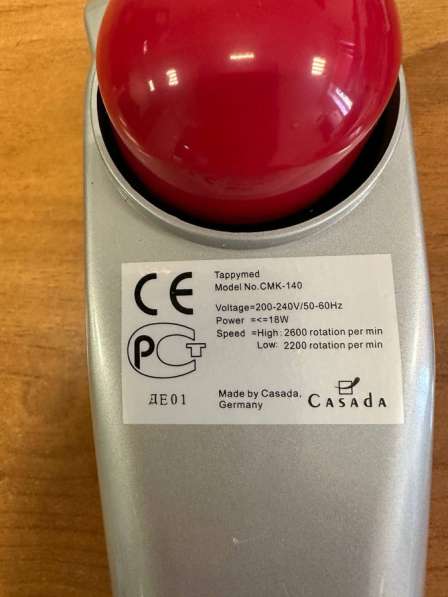 CE
Tappymed
Model No.CMK-140
Voltage=200-240V/50-60Hz
Power =<=18W
Speed =High: 2600 rotation per min
Low: 2200 rotation per min
PCT
ДЕ01
Made by Casada,
Germany
CASADA